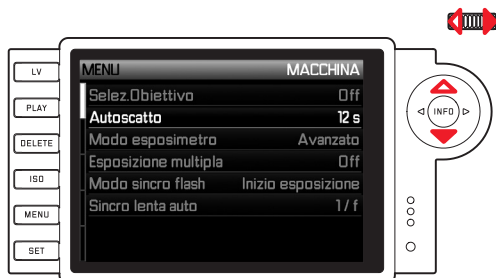 LV
PLAY
DELETE
ISO
MENU
SET
MENU MACCHINA
Selez.Obiettivo Off
Autoscatto 12 s
Modo esposimetro Avanzato
Esposizione multipla Off
Modo sincro flash Inizio esposizione
Sincro lenta auto 1/f
INFO